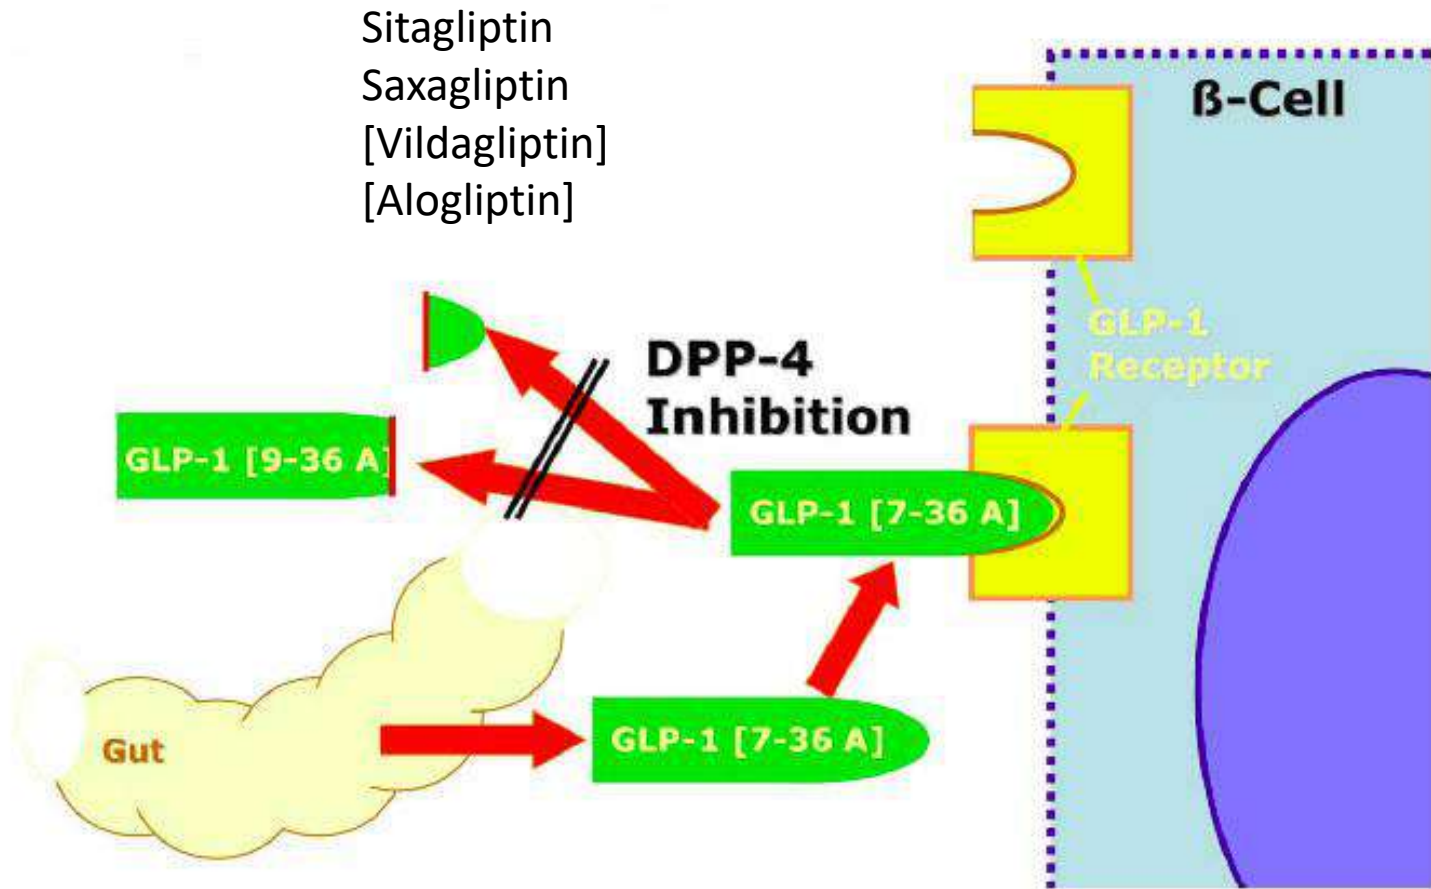 Sitagliptin
Saxagliptin
[Vildagliptin]
[Alogliptin]
ß-Cell
GLP-1
Receptor
DPP-4
Inhibition
GLP-1 [9-36 A]
GLP-1 [7-36 A]
Gut
GLP-1 [7-36 A]